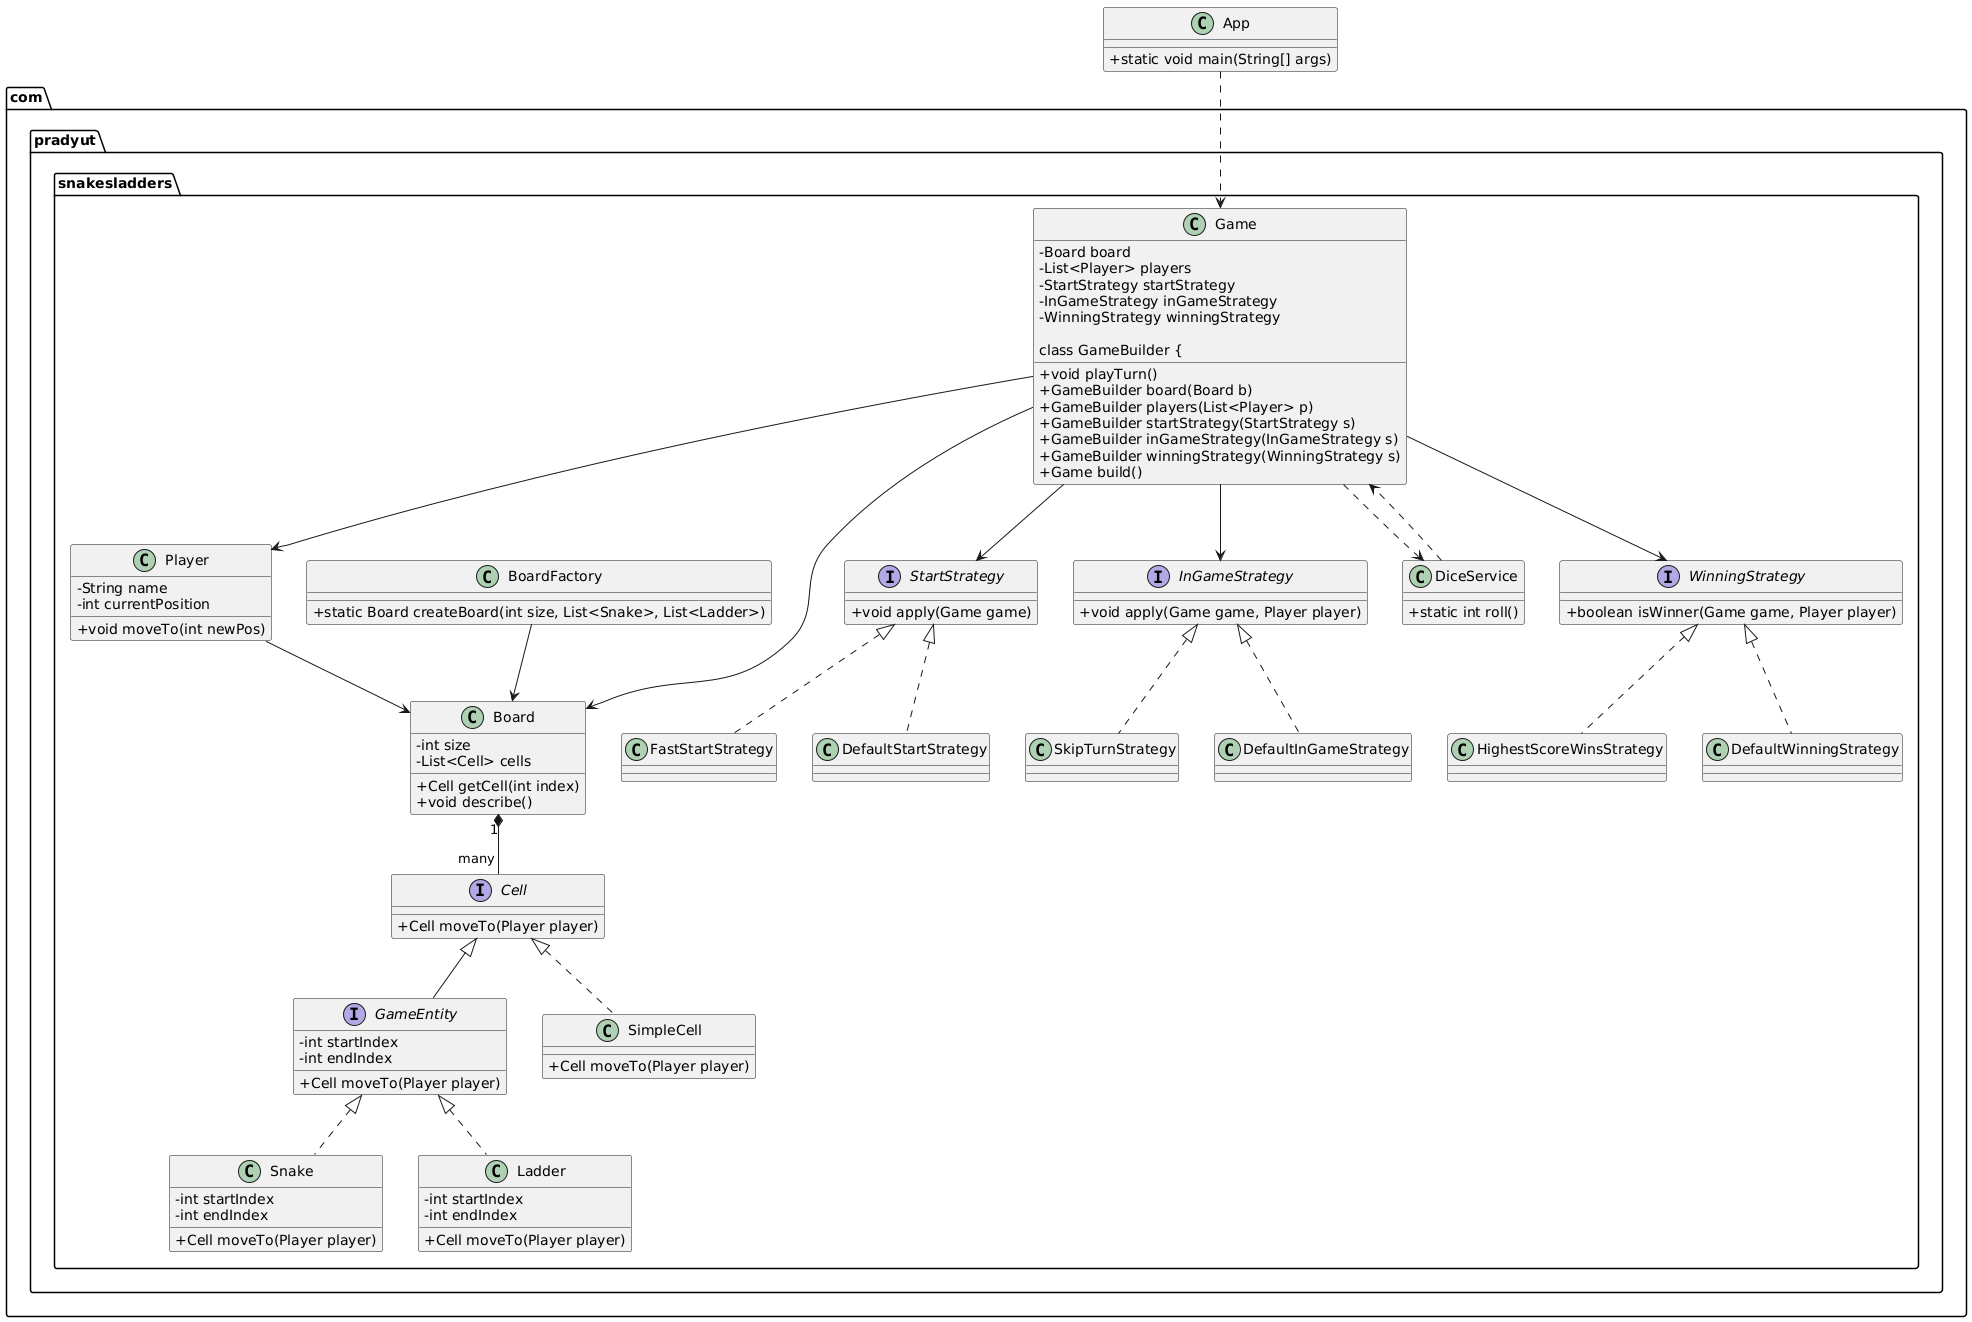 C App
+static void main(String[] args)
com
pradyut
snakesladders
C Game
-Board board
-List<Player> players
-StartStrategy startStrategy
-InGameStrategy inGameStrategy
-WinningStrategy winningStrategy
class GameBuilder {
+void playTurn()
+GameBuilder board(Board b)
+GameBuilder players(List<Player> p)
+GameBuilder startStrategy(StartStrategy s)
+GameBuilder inGameStrategy(InGameStrategy s)
+GameBuilder winningStrategy(WinningStrategy s)
+Game build()
C Player
-String name
-int currentPosition
+void moveTo(int newPos)
C BoardFactory
+static Board createBoard(int size, List<Snake>, List<Ladder>)
I StartStrategy
+void apply(Game game)
I InGameStrategy
+void apply(Game game, Player player)
C DiceService
+static int roll()
I WinningStrategy
+boolean isWinner(Game game, Player player)
C Board
-int size
-List<Cell> cells
+Cell getCell(int index)
+void describe()
C FastStartStrategy
C DefaultStartStrategy
C SkipTurnStrategy
C DefaultInGameStrategy
C HighestScoreWinsStrategy
C DefaultWinningStrategy
1
many
I Cell
+Cell moveTo(Player player)
I GameEntity
-int startIndex
-int endIndex
+Cell moveTo(Player player)
C SimpleCell
+Cell moveTo(Player player)
C Snake
-int startIndex
-int endIndex
+Cell moveTo(Player player)
C Ladder
-int startIndex
-int endIndex
+Cell moveTo(Player player)